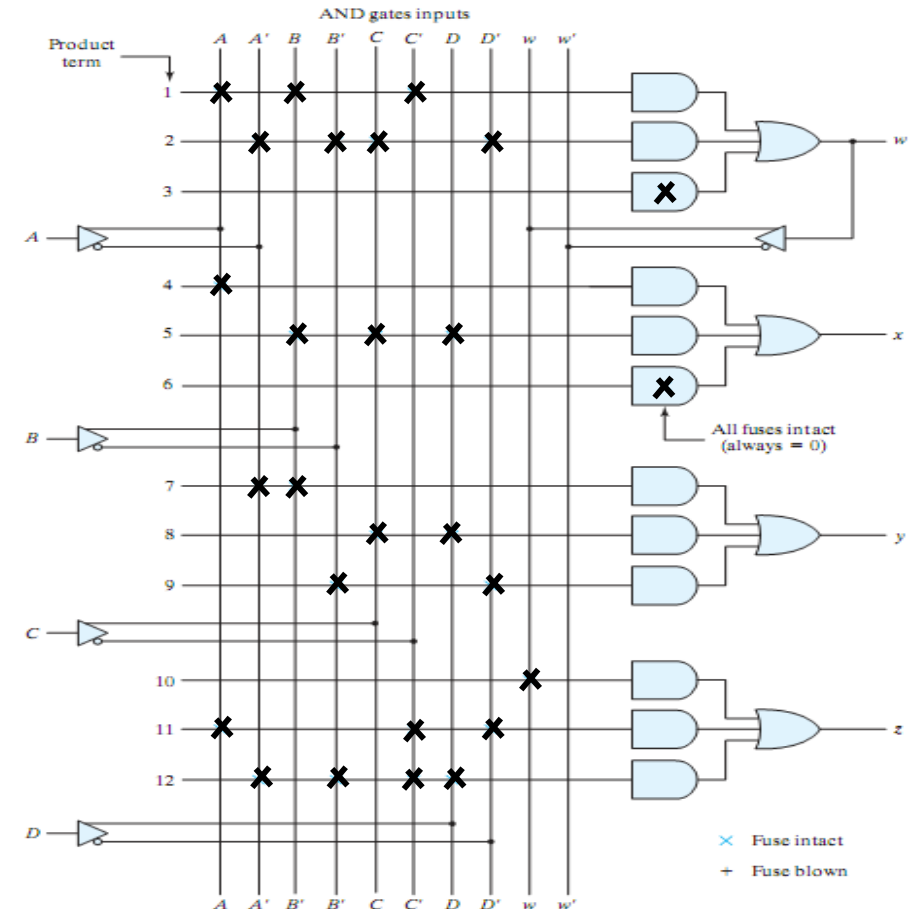 AND gates inputs
Product term
A A' B B' C C' D D' w w'
1
2
w
3
A
4
5
x
6
All fuses intact
(always = 0)
B
7
8
y
9
C
10
11
z
12
D
× Fuse intact
+ Fuse blown
A A' B' B' C C' D D' w w'